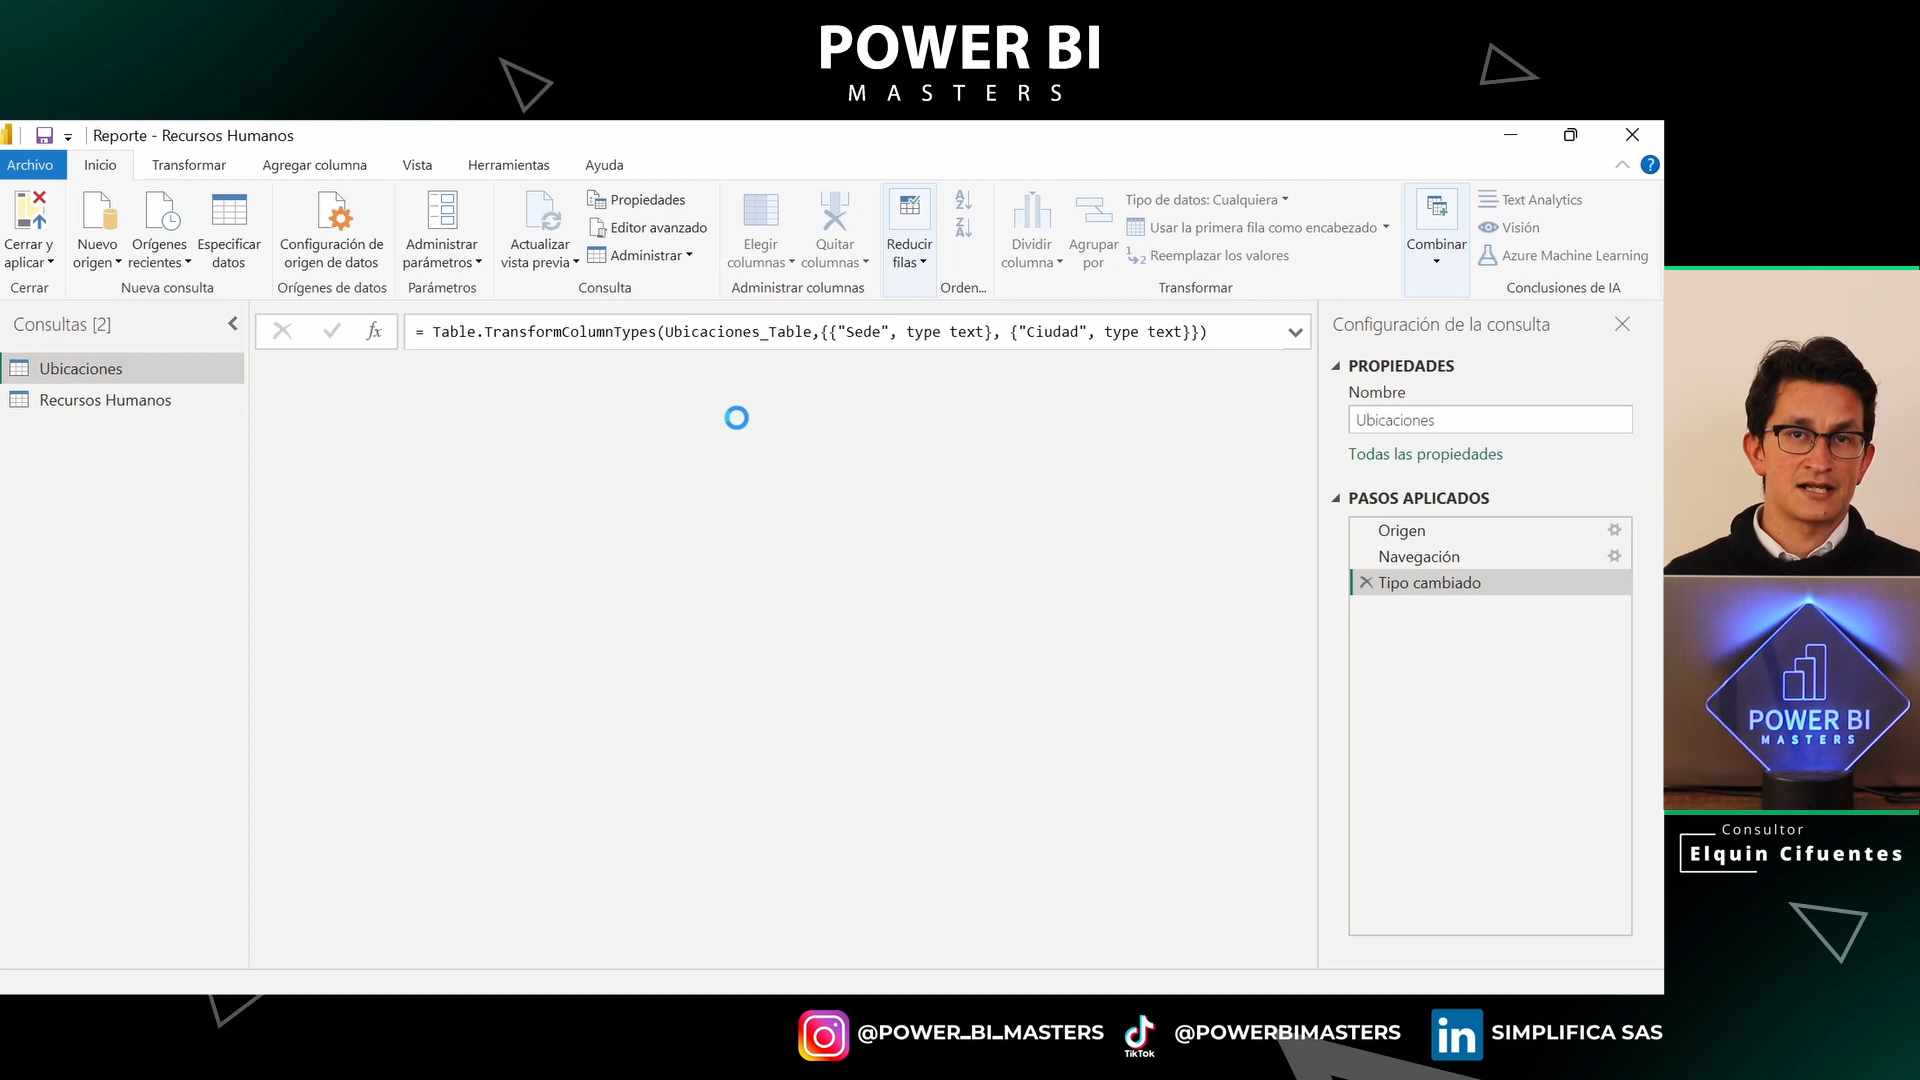 POWER BI
MASTERS
Reporte - Recursos Humanos
Archivo
Inicio
Transformar
Agregar columna
Vista
Herramientas
Ayuda
?
Cerrar y
aplicar
Nuevo
origen
Orígenes
recientes
Especificar
datos
Configuración de
origen de datos
Administrar
parámetros
Actualizar
vista previa
Propiedades
Editor avanzado
Administrar
Elegir
columnas
Quitar
columnas
Reducir
filas
A
Z
Z
A
Dividir
columna
Agrupar
por
Tipo de datos: Cualquiera
Usar la primera fila como encabezado
1
2
Reemplazar los valores
Combinar
Text Analytics
Visión
Azure Machine Learning
Cerrar
Nueva consulta
Orígenes de datos
Parámetros
Consulta
Administrar columnas
Orden...
Transformar
Conclusiones de IA
Consultas [2]
Ubicaciones
Recursos Humanos
fx
= Table.TransformColumnTypes(Ubicaciones_Table,{{"Sede", type text}, {"Ciudad", type text}})
Configuración de la consulta
PROPIEDADES
Nombre
Ubicaciones
Todas las propiedades
PASOS APLICADOS
Origen
Navegación
Tipo cambiado
POWER BI
MASTERS
Consultor
Elquin Cifuentes
@POWER_BI_MASTERS
TikTok
@POWERBIMASTERS
in
SIMPLIFICA SAS